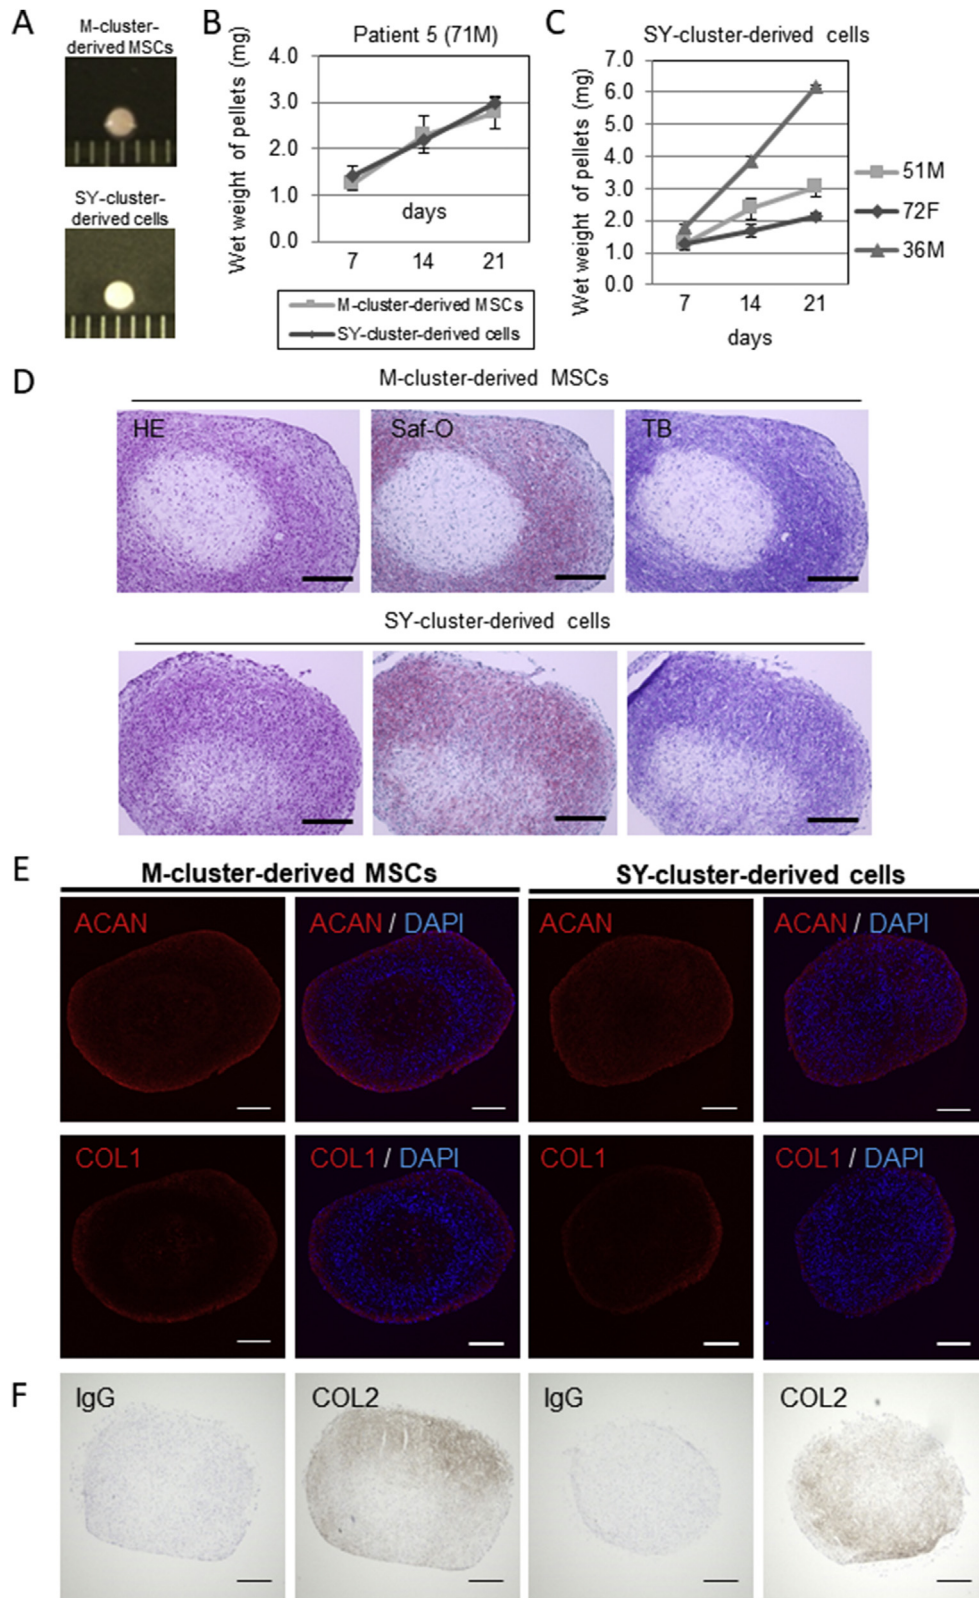 A
M-cluster-
derived MSCs
SY-cluster-
derived cells
B
Patient 5 (71M)
Wet weight of pellets (mg)
4.0
3.0
2.0
1.0
0.0
days
7 14 21
M-cluster-derived MSCs
SY-cluster-derived cells
C
SY-cluster-derived cells
Wet weight of pellets (mg)
7.0
6.0
5.0
4.0
3.0
2.0
1.0
0.0
7 14 21
days
51M
72F
36M
D
M-cluster-derived MSCs
HE Saf-O TB
SY-cluster-derived cells
E
M-cluster-derived MSCs SY-cluster-derived cells
ACAN ACAN / DAPI ACAN ACAN / DAPI
COL1 COL1 / DAPI COL1 COL1 / DAPI
F
IgG COL2 IgG COL2